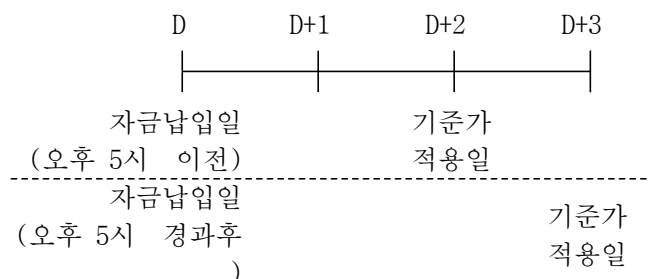 D D+1 D+2 D+3
자금납입일 기준가
(오후 5시 이전) 적용일
자금납입일
(오후 5시 경과후
)
기준가
적용일